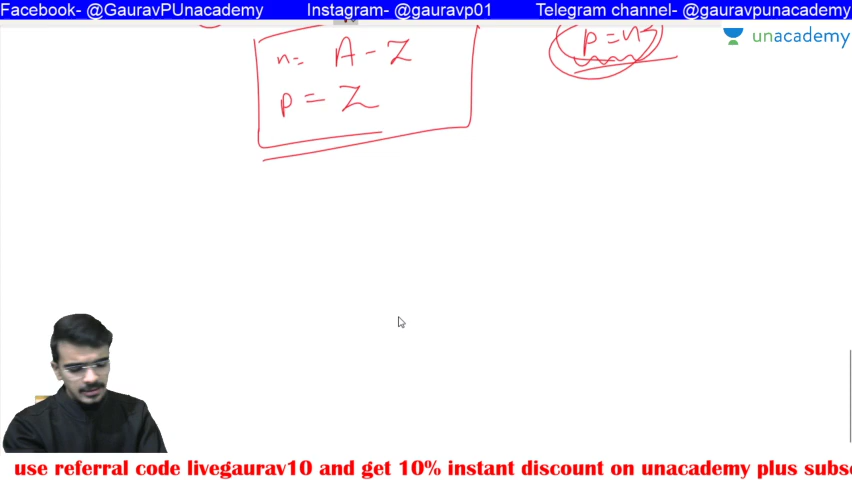 Facebook- @GauravPUnacademy Instagram- @gauravp01 Telegram channel- @gauravpunacademy
unacademy
n= A - Z
p = Z
use referral code livegaurav10 and get 10% instant discount on unacademy plus subsc